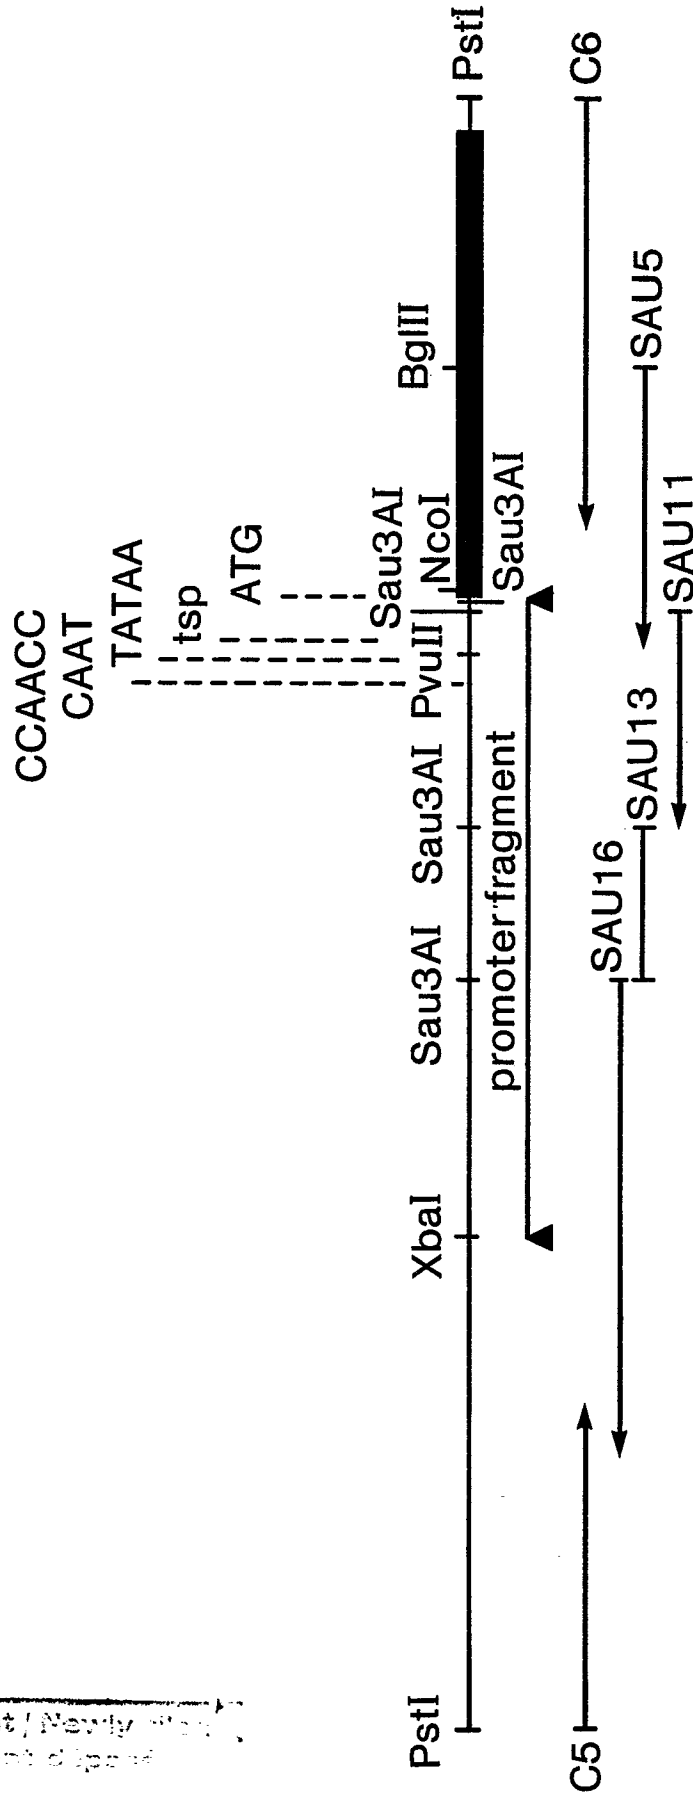 CCAACC
CAAT
TATAA
tsp
ATG
Sau3AI
PstI XbaI Sau3AI Sau3AI PvuII NcoI BglII PstI
Sau3AI
promoter fragment
C5 C6
SAU16
SAU13 SAU5
SAU11
Newly